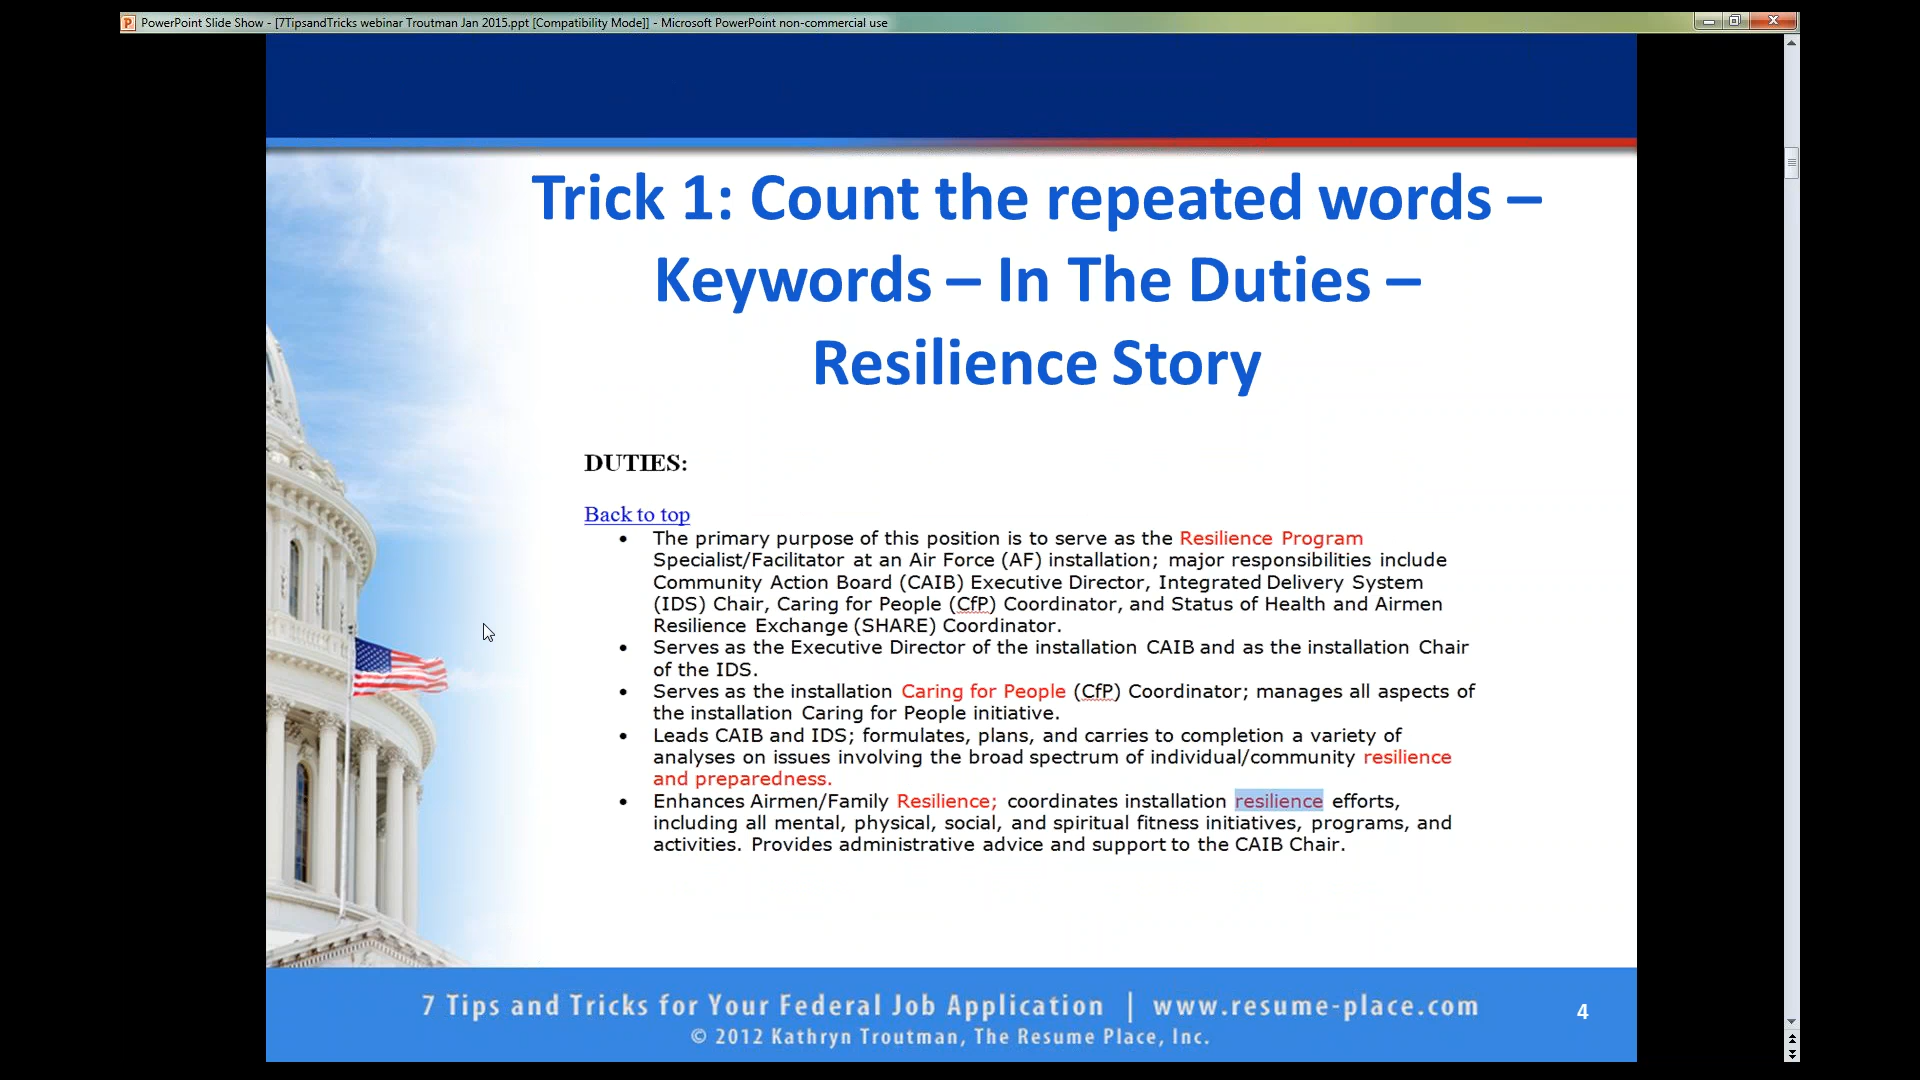 PowerPoint Slide Show - [7TipsandTricks webinar Troutman Jan 2015.ppt [Compatibility Mode]] - Microsoft PowerPoint non-commercial use
Trick 1: Count the repeated words –
Keywords – In The Duties –
Resilience Story
DUTIES:
Back to top
• The primary purpose of this position is to serve as the Resilience Program
Specialist/Facilitator at an Air Force (AF) installation; major responsibilities include
Community Action Board (CAIB) Executive Director, Integrated Delivery System
(IDS) Chair, Caring for People (CfP) Coordinator, and Status of Health and Airmen
Resilience Exchange (SHARE) Coordinator.
• Serves as the Executive Director of the installation CAIB and as the installation Chair
of the IDS.
• Serves as the installation Caring for People (CfP) Coordinator; manages all aspects of
the installation Caring for People initiative.
• Leads CAIB and IDS; formulates, plans, and carries to completion a variety of
analyses on issues involving the broad spectrum of individual/community resilience
and preparedness.
• Enhances Airmen/Family Resilience; coordinates installation resilience efforts,
including all mental, physical, social, and spiritual fitness initiatives, programs, and
activities. Provides administrative advice and support to the CAIB Chair.
7 Tips and Tricks for Your Federal Job Application | www.resume-place.com
© 2012 Kathryn Troutman, The Resume Place, Inc.
4